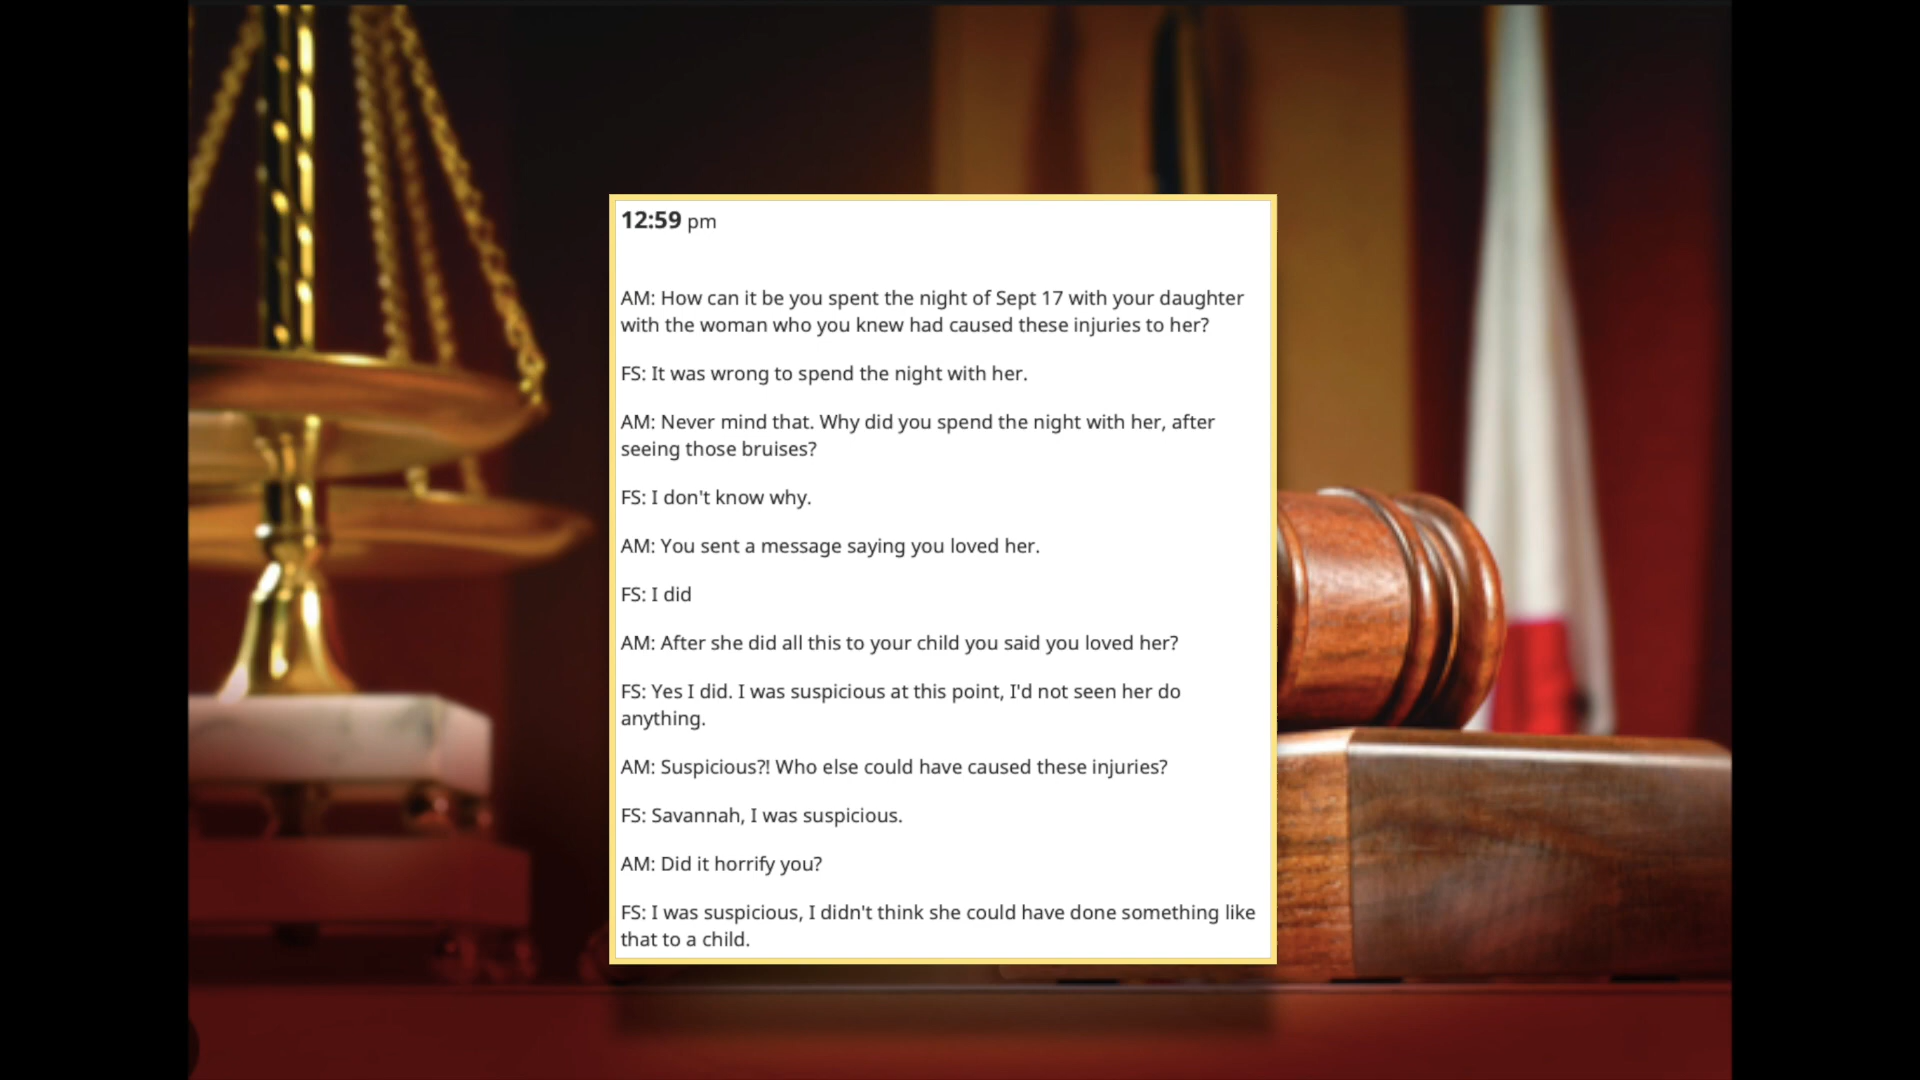 12:59 pm
AM: How can it be you spent the night of Sept 17 with your daughter
with the woman who you knew had caused these injuries to her?
FS: It was wrong to spend the night with her.
AM: Never mind that. Why did you spend the night with her, after
seeing those bruises?
FS: I don't know why.
AM: You sent a message saying you loved her.
FS: I did
AM: After she did all this to your child you said you loved her?
FS: Yes I did. I was suspicious at this point, I'd not seen her do
anything.
AM: Suspicious?! Who else could have caused these injuries?
FS: Savannah, I was suspicious.
AM: Did it horrify you?
FS: I was suspicious, I didn't think she could have done something like
that to a child.